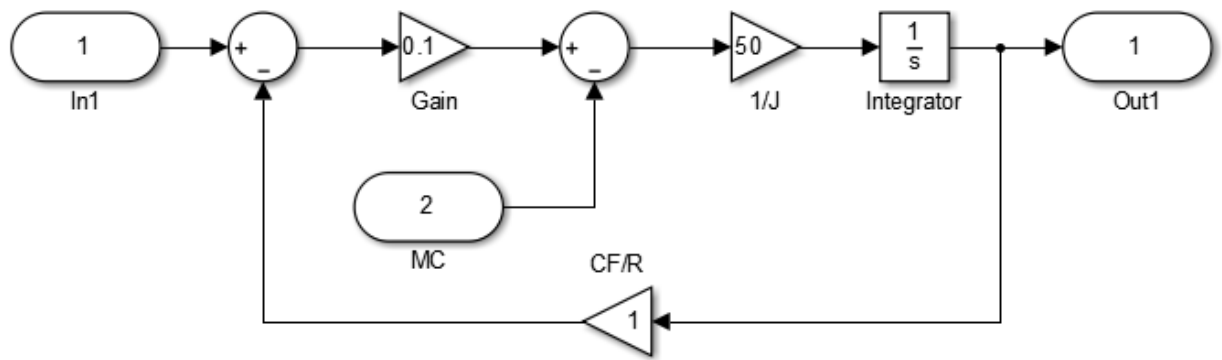 1
+
−
0.1
+
−
50
1
s
1
In1
Gain
1/J
Integrator
Out1
2
MC
CF/R
1